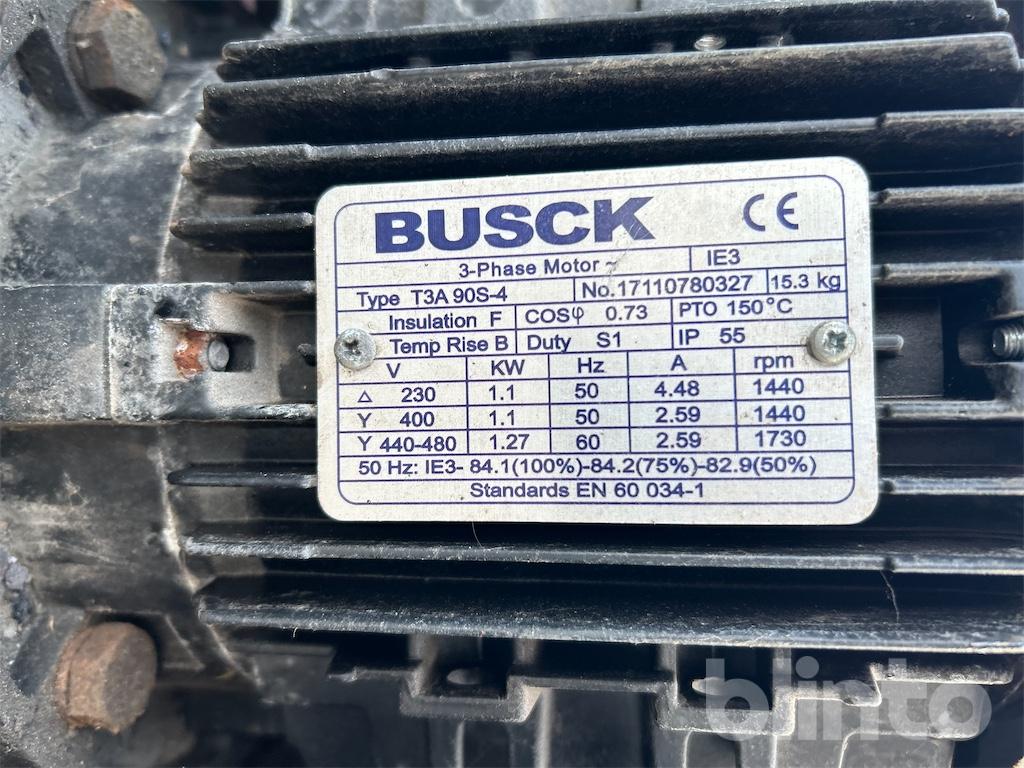 BUSCK CE
3-Phase Motor ~ IE3
Type T3A 90S-4 No.17110780327 15.3 kg
Insulation F COSφ 0.73 PTO 150°C
Temp Rise B Duty S1 IP 55
V KW Hz A rpm
△ 230 1.1 50 4.48 1440
Y 400 1.1 50 2.59 1440
Y 440-480 1.27 60 2.59 1730
50 Hz: IE3- 84.1(100%)-84.2(75%)-82.9(50%)
Standards EN 60 034-1
blinto